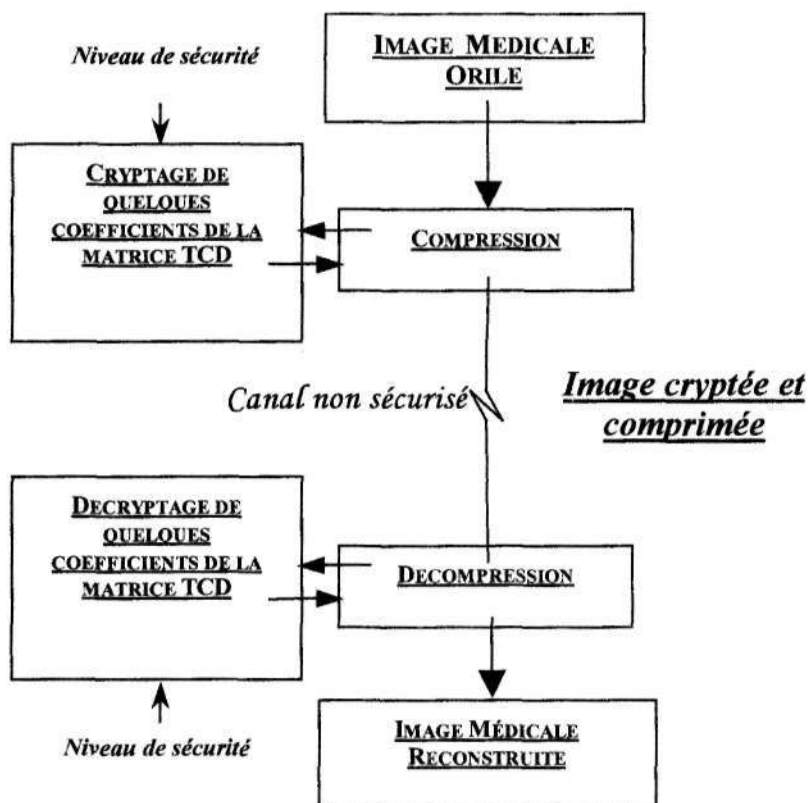 Niveau de sécurité
IMAGE MEDICALE
ORILE
CRYPTAGE DE
QUELQUES
COEFFICIENTS DE LA
MATRICE TCD
COMPRESSION
Canal non sécurisé
Image cryptée et
comprimée
DECRYPTAGE DE
QUELQUES
COEFFICIENTS DE LA
MATRICE TCD
DECOMPRESSION
Niveau de sécurité
IMAGE MÉDICALE
RECONSTRUITE